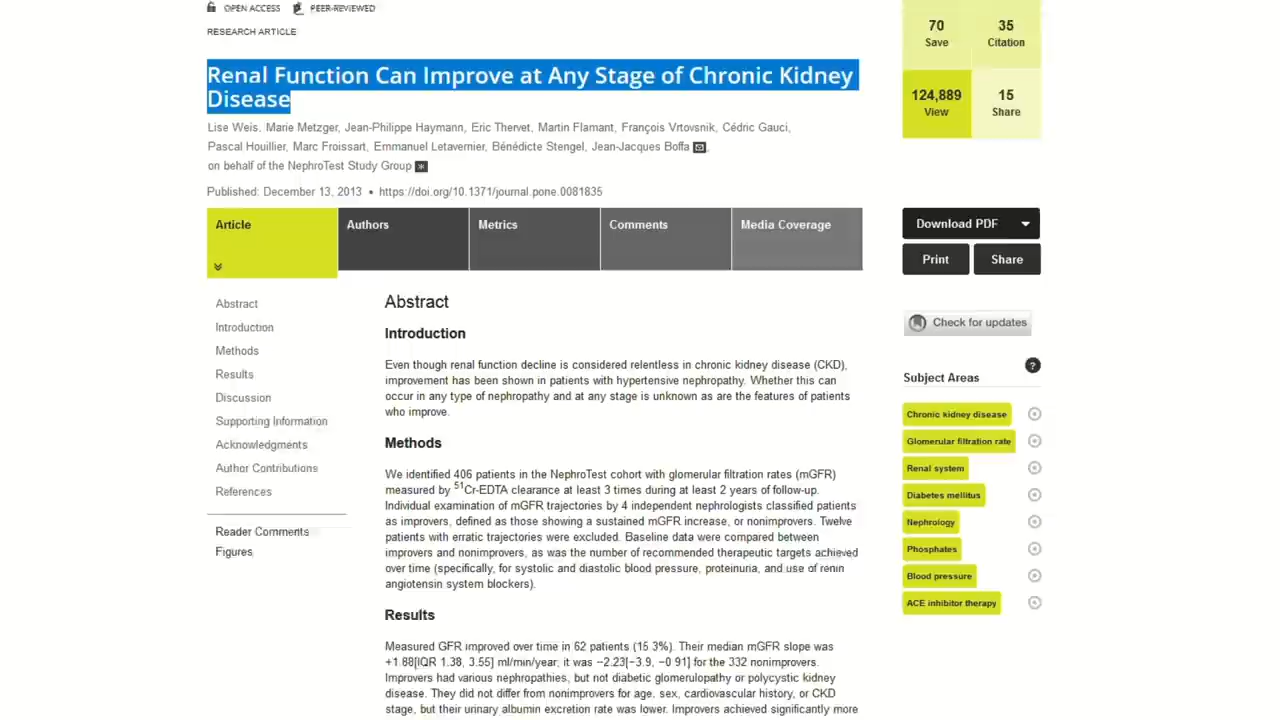 OPEN ACCESS PEER-REVIEWED
RESEARCH ARTICLE
Renal Function Can Improve at Any Stage of Chronic Kidney
Disease
Lise Weis, Marie Metzger, Jean-Philippe Haymann, Eric Thervet, Martin Flamant, François Vrtovsnik, Cédric Gauci,
Pascal Houillier, Marc Froissart, Emmanuel Letavernier, Bénédicte Stengel, Jean-Jacques Boffa
on behalf of the NephroTest Study Group
Published: December 13, 2013 • https://doi.org/10.1371/journal.pone.0081835
70
Save
35
Citation
124,889
View
15
Share
Article
Authors
Metrics
Comments
Media Coverage
Download PDF
Print
Share
Check for updates
Abstract
Introduction
Methods
Results
Discussion
Supporting Information
Acknowledgments
Author Contributions
References
Reader Comments
Figures
Abstract
Introduction
Even though renal function decline is considered relentless in chronic kidney disease (CKD),
improvement has been shown in patients with hypertensive nephropathy. Whether this can
occur in any type of nephropathy and at any stage is unknown as are the features of patients
who improve.
Methods
We identified 406 patients in the NephroTest cohort with glomerular filtration rates (mGFR)
measured by 51Cr-EDTA clearance at least 3 times during at least 2 years of follow-up.
Individual examination of mGFR trajectories by 4 independent nephrologists classified patients
as improvers, defined as those showing a sustained mGFR increase, or nonimprovers. Twelve
patients with erratic trajectories were excluded. Baseline data were compared between
improvers and nonimprovers, as was the number of recommended therapeutic targets achieved
over time (specifically, for systolic and diastolic blood pressure, proteinuria, and use of renin
angiotensin system blockers).
Results
Measured GFR improved over time in 62 patients (15.3%). Their median mGFR slope was
+1.88[IQR 1.38, 3.55] ml/min/year; it was −2.23[−3.9, −0.91] for the 332 nonimprovers.
Improvers had various nephropathies, but not diabetic glomerulopathy or polycystic kidney
disease. They did not differ from nonimprovers for age, sex, cardiovascular history, or CKD
stage, but their urinary albumin excretion rate was lower. Improvers achieved significantly more
?
Subject Areas
Chronic kidney disease
Glomerular filtration rate
Renal system
Diabetes mellitus
Nephrology
Phosphates
Blood pressure
ACE inhibitor therapy